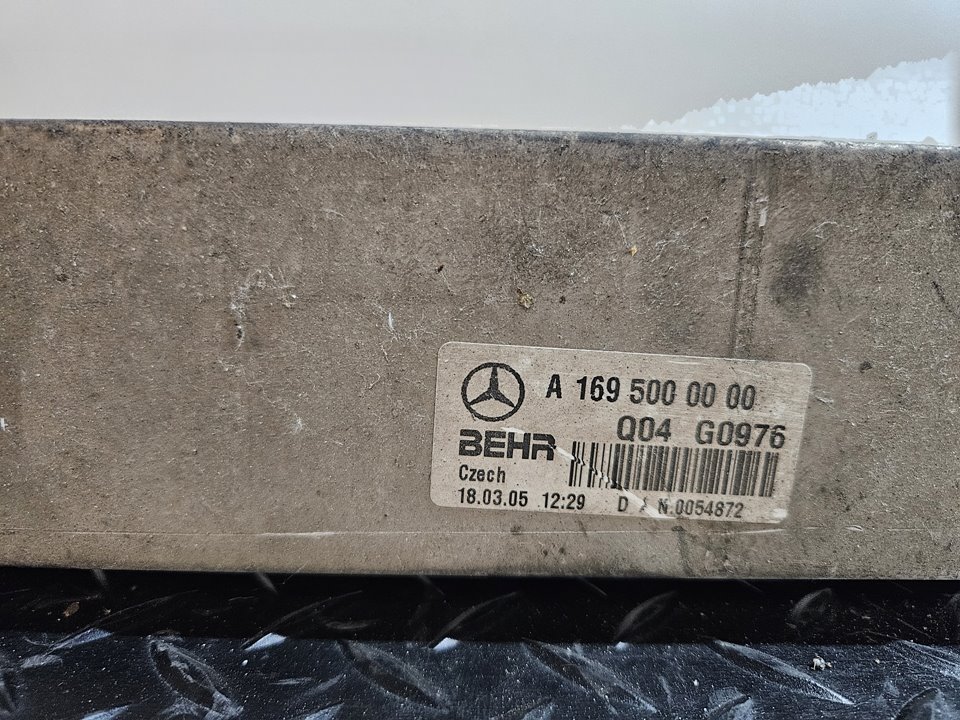 A 169 500 00 00
Q04 G0976
BEHR
Czech
18.03.05 12:29 D N.0054872